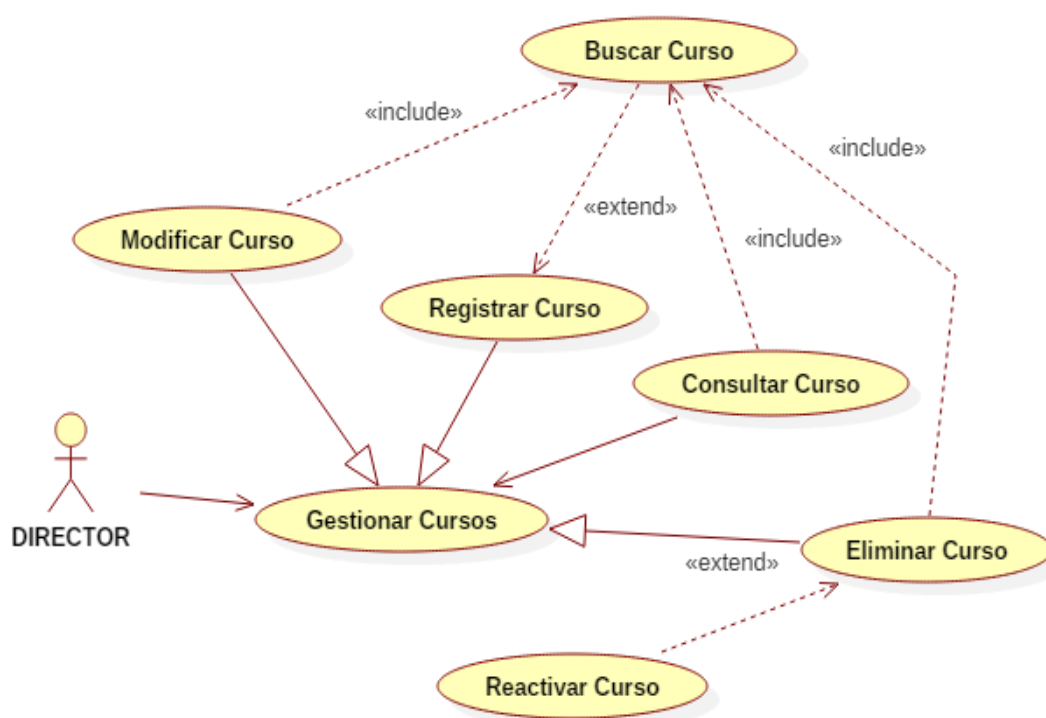 Buscar Curso
«include»
«include»
«extend»
«include»
Modificar Curso
Registrar Curso
Consultar Curso
DIRECTOR
Gestionar Cursos
Eliminar Curso
«extend»
Reactivar Curso